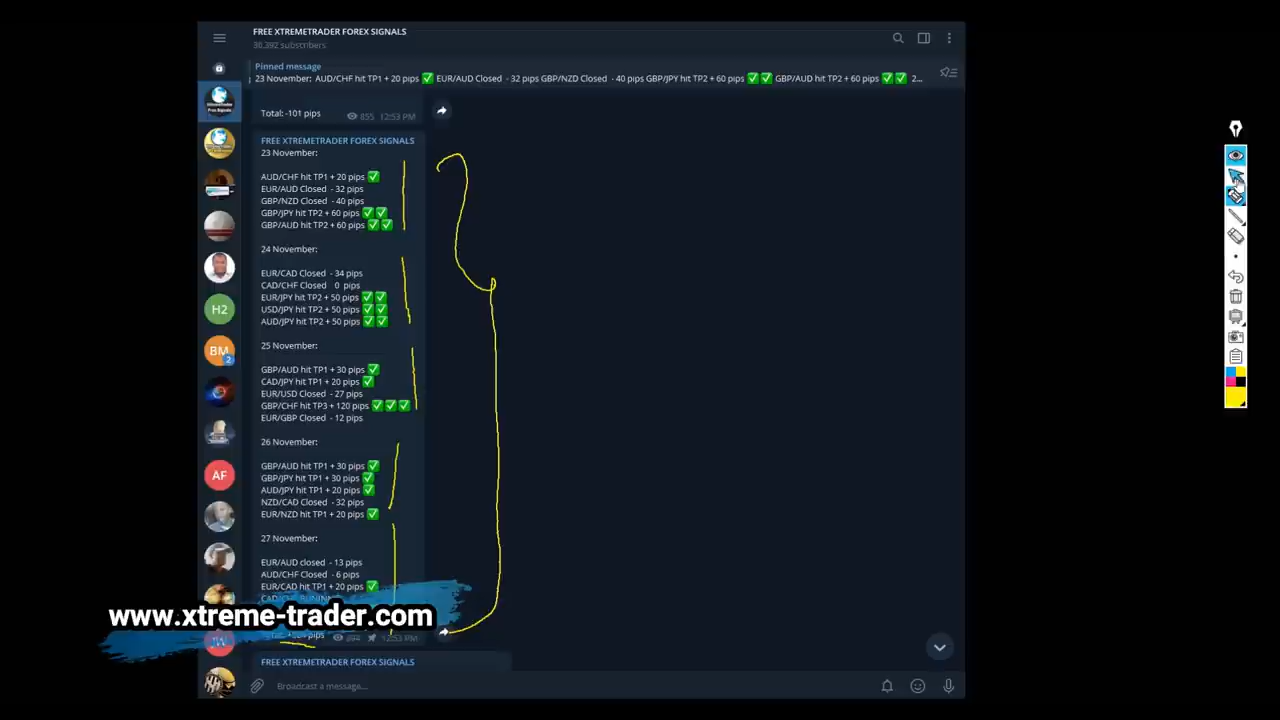 FREE XTREMETRADER FOREX SIGNALS
30,392 subscribers
Pinned message
23 November: AUD/CHF hit TP1 + 20 pips ✅ EUR/AUD Closed - 32 pips GBP/NZD Closed - 40 pips GBP/JPY hit TP2 + 60 pips ✅✅ GBP/AUD hit TP2 + 60 pips ✅✅ 2...
Total: -101 pips 855 12:53 PM
FREE XTREMETRADER FOREX SIGNALS
23 November:
AUD/CHF hit TP1 + 20 pips ✅
EUR/AUD Closed - 32 pips
GBP/NZD Closed - 40 pips
GBP/JPY hit TP2 + 60 pips ✅✅
GBP/AUD hit TP2 + 60 pips ✅✅
24 November:
EUR/CAD Closed - 34 pips
CAD/CHF Closed 0 pips
EUR/JPY hit TP2 + 50 pips ✅✅
USD/JPY hit TP2 + 50 pips ✅✅
AUD/JPY hit TP2 + 50 pips ✅✅
25 November:
GBP/AUD hit TP1 + 30 pips ✅
CAD/JPY hit TP1 + 20 pips ✅
EUR/USD Closed - 27 pips
GBP/CHF hit TP3 + 120 pips ✅✅✅
EUR/GBP Closed - 12 pips
26 November:
GBP/AUD hit TP1 + 30 pips ✅
GBP/JPY hit TP1 + 30 pips ✅
AUD/JPY hit TP1 + 20 pips ✅
NZD/CAD Closed - 32 pips
EUR/NZD hit TP1 + 20 pips ✅
27 November:
EUR/AUD closed - 13 pips
AUD/CHF Closed - 6 pips
EUR/CAD hit TP1 + 20 pips ✅
www.xtreme-trader.com
pips 394 12:53 PM
FREE XTREMETRADER FOREX SIGNALS
Broadcast a message...
H2
BM
2
AF